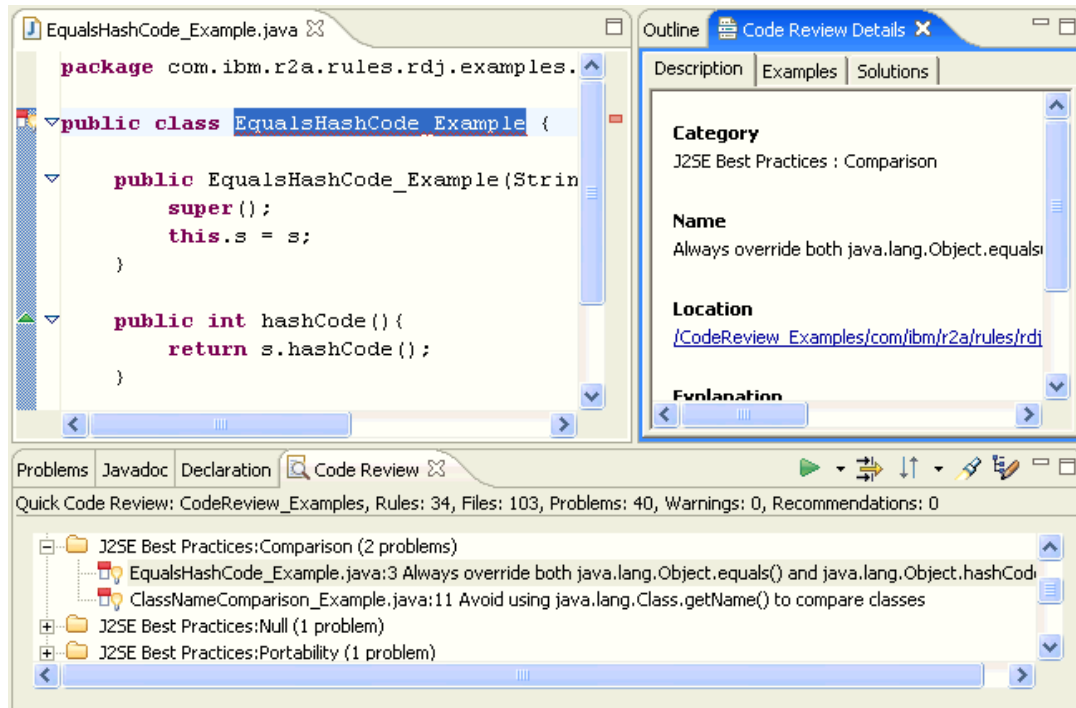 EqualsHashCode_Example.java
package com.ibm.r2a.rules.rdj.examples.
public class EqualsHashCode_Example {
public EqualsHashCode_Example(Strin
super();
this.s = s;
}
public int hashCode(){
return s.hashCode();
}
Outline Code Review Details
Description Examples Solutions
Category
J2SE Best Practices : Comparison
Name
Always override both java.lang.Object.equals
Location
/CodeReview_Examples/com/ibm/r2a/rules/rdj
Explanation
Problems Javadoc Declaration Code Review
Quick Code Review: CodeReview_Examples, Rules: 34, Files: 103, Problems: 40, Warnings: 0, Recommendations: 0
J2SE Best Practices:Comparison (2 problems)
EqualsHashCode_Example.java:3 Always override both java.lang.Object.equals() and java.lang.Object.hashCod
ClassNameComparison_Example.java:11 Avoid using java.lang.Class.getName() to compare classes
J2SE Best Practices:Null (1 problem)
J2SE Best Practices:Portability (1 problem)